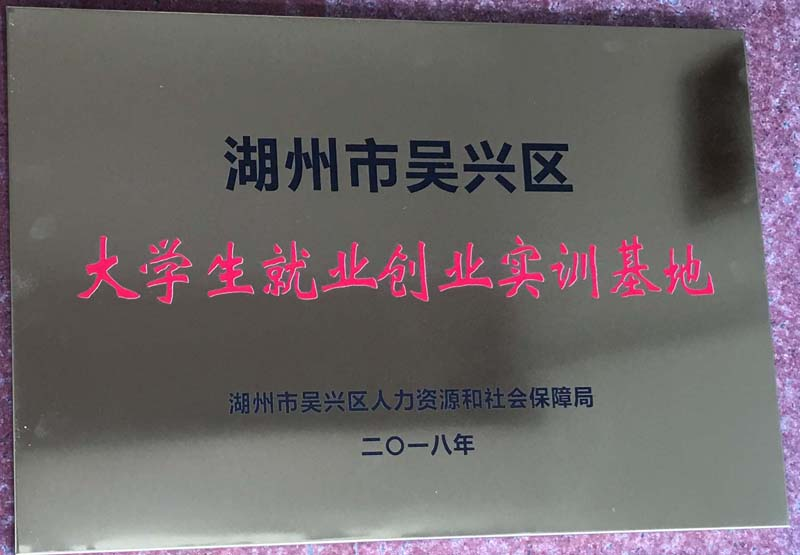 湖州市吴兴区
大学生就业创业实训基地
湖州市吴兴区人力资源和社会保障局
二〇一八年